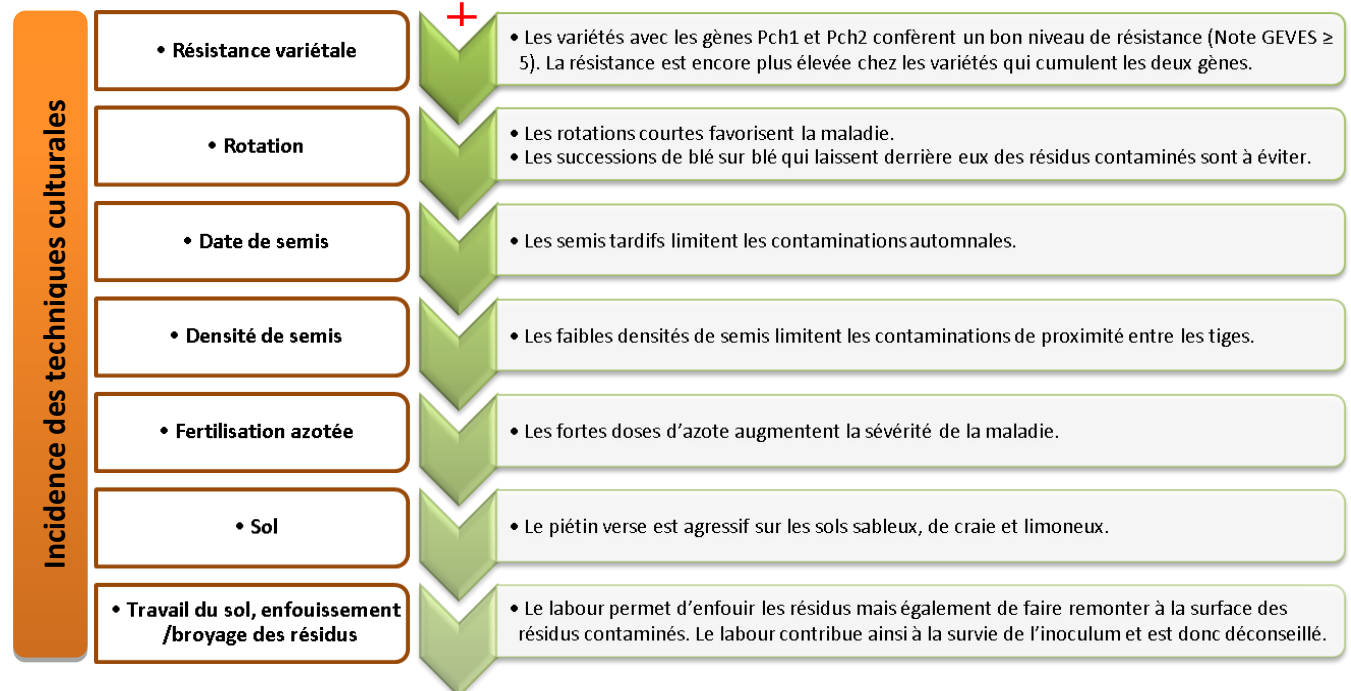 Incidence des techniques culturales
+
• Résistance variétale
• Les variétés avec les gènes Pch1 et Pch2 confèrent un bon niveau de résistance (Note GEVES ≥
5). La résistance est encore plus élevée chez les variétés qui cumulent les deux gènes.
• Rotation
• Les rotations courtes favorisent la maladie.
• Les successions de blé sur blé qui laissent derrière eux des résidus contaminés sont à éviter.
• Date de semis
• Les semis tardifs limitent les contaminations automnales.
• Densité de semis
• Les faibles densités de semis limitent les contaminations de proximité entre les tiges.
• Fertilisation azotée
• Les fortes doses d’azote augmentent la sévérité de la maladie.
• Sol
• Le piétin verse est agressif sur les sols sableux, de craie et limoneux.
• Travail du sol, enfouissement
/broyage des résidus
• Le labour permet d’enfouir les résidus mais également de faire remonter à la surface des
résidus contaminés. Le labour contribue ainsi à la survie de l’inoculum et est donc déconseillé.